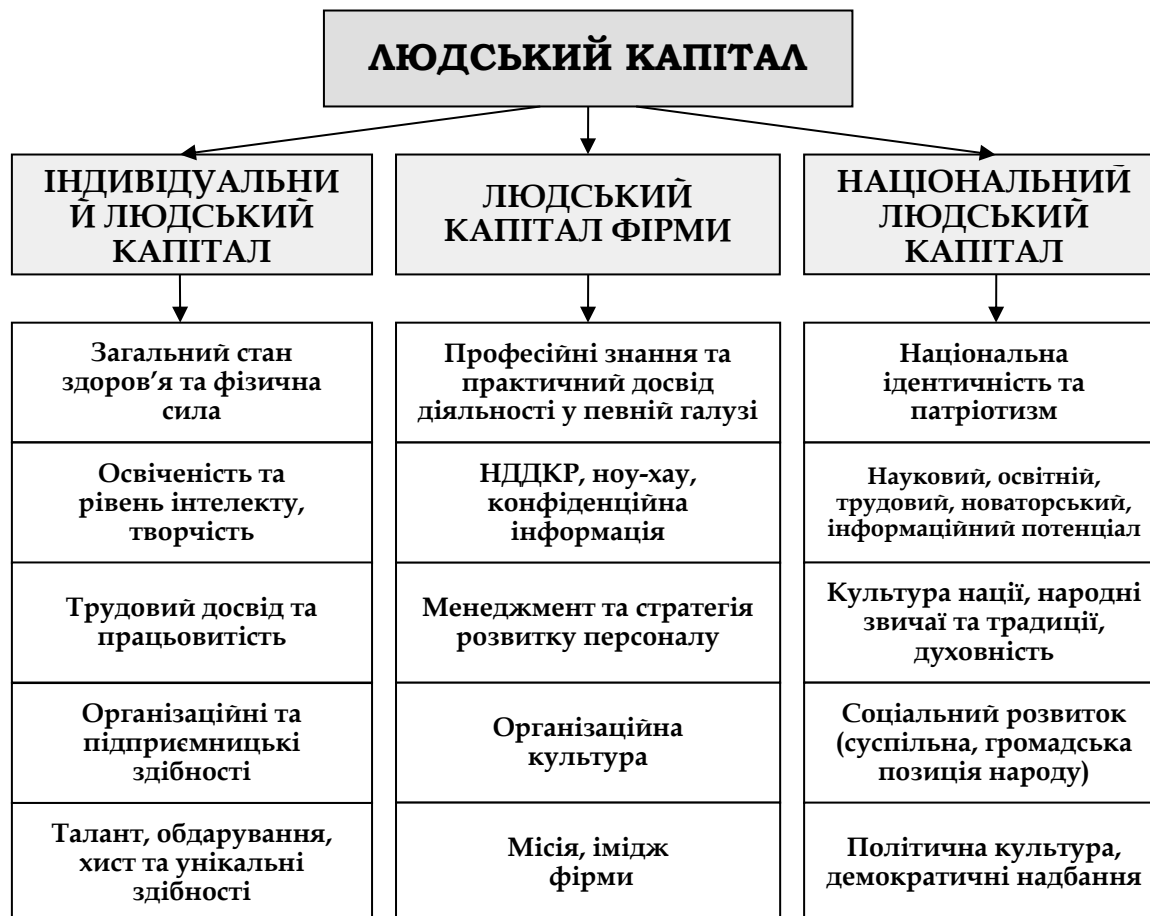 ЛЮДСЬКИЙ КАПІТАЛ
ІНДИВІДУАЛЬНИ
Й ЛЮДСЬКИЙ
КАПІТАЛ
Загальний стан
здоров’я та фізична
сила
Освіченість та
рівень інтелекту,
творчість
Трудовий досвід та
працьовитість
Організаційні та
підприємницькі
здібності
Талант, обдарування,
хист та унікальні
здібності
ЛЮДСЬКИЙ
КАПІТАЛ ФІРМИ
Професійні знання та
практичний досвід
діяльності у певній галузі
НДДКР, ноу-хау,
конфіденційна
інформація
Менеджмент та стратегія
розвитку персоналу
Організаційна
культура
Місія, імідж
фірми
НАЦІОНАЛЬНИЙ
ЛЮДСЬКИЙ
КАПІТАЛ
Національна
ідентичність та
патріотизм
Науковий, освітній,
трудовий, новаторський,
інформаційний потенціал
Культура нації, народні
звичаї та традиції,
духовність
Соціальний розвиток
(суспільна, громадська
позиція народу)
Політична культура,
демократичні надбання